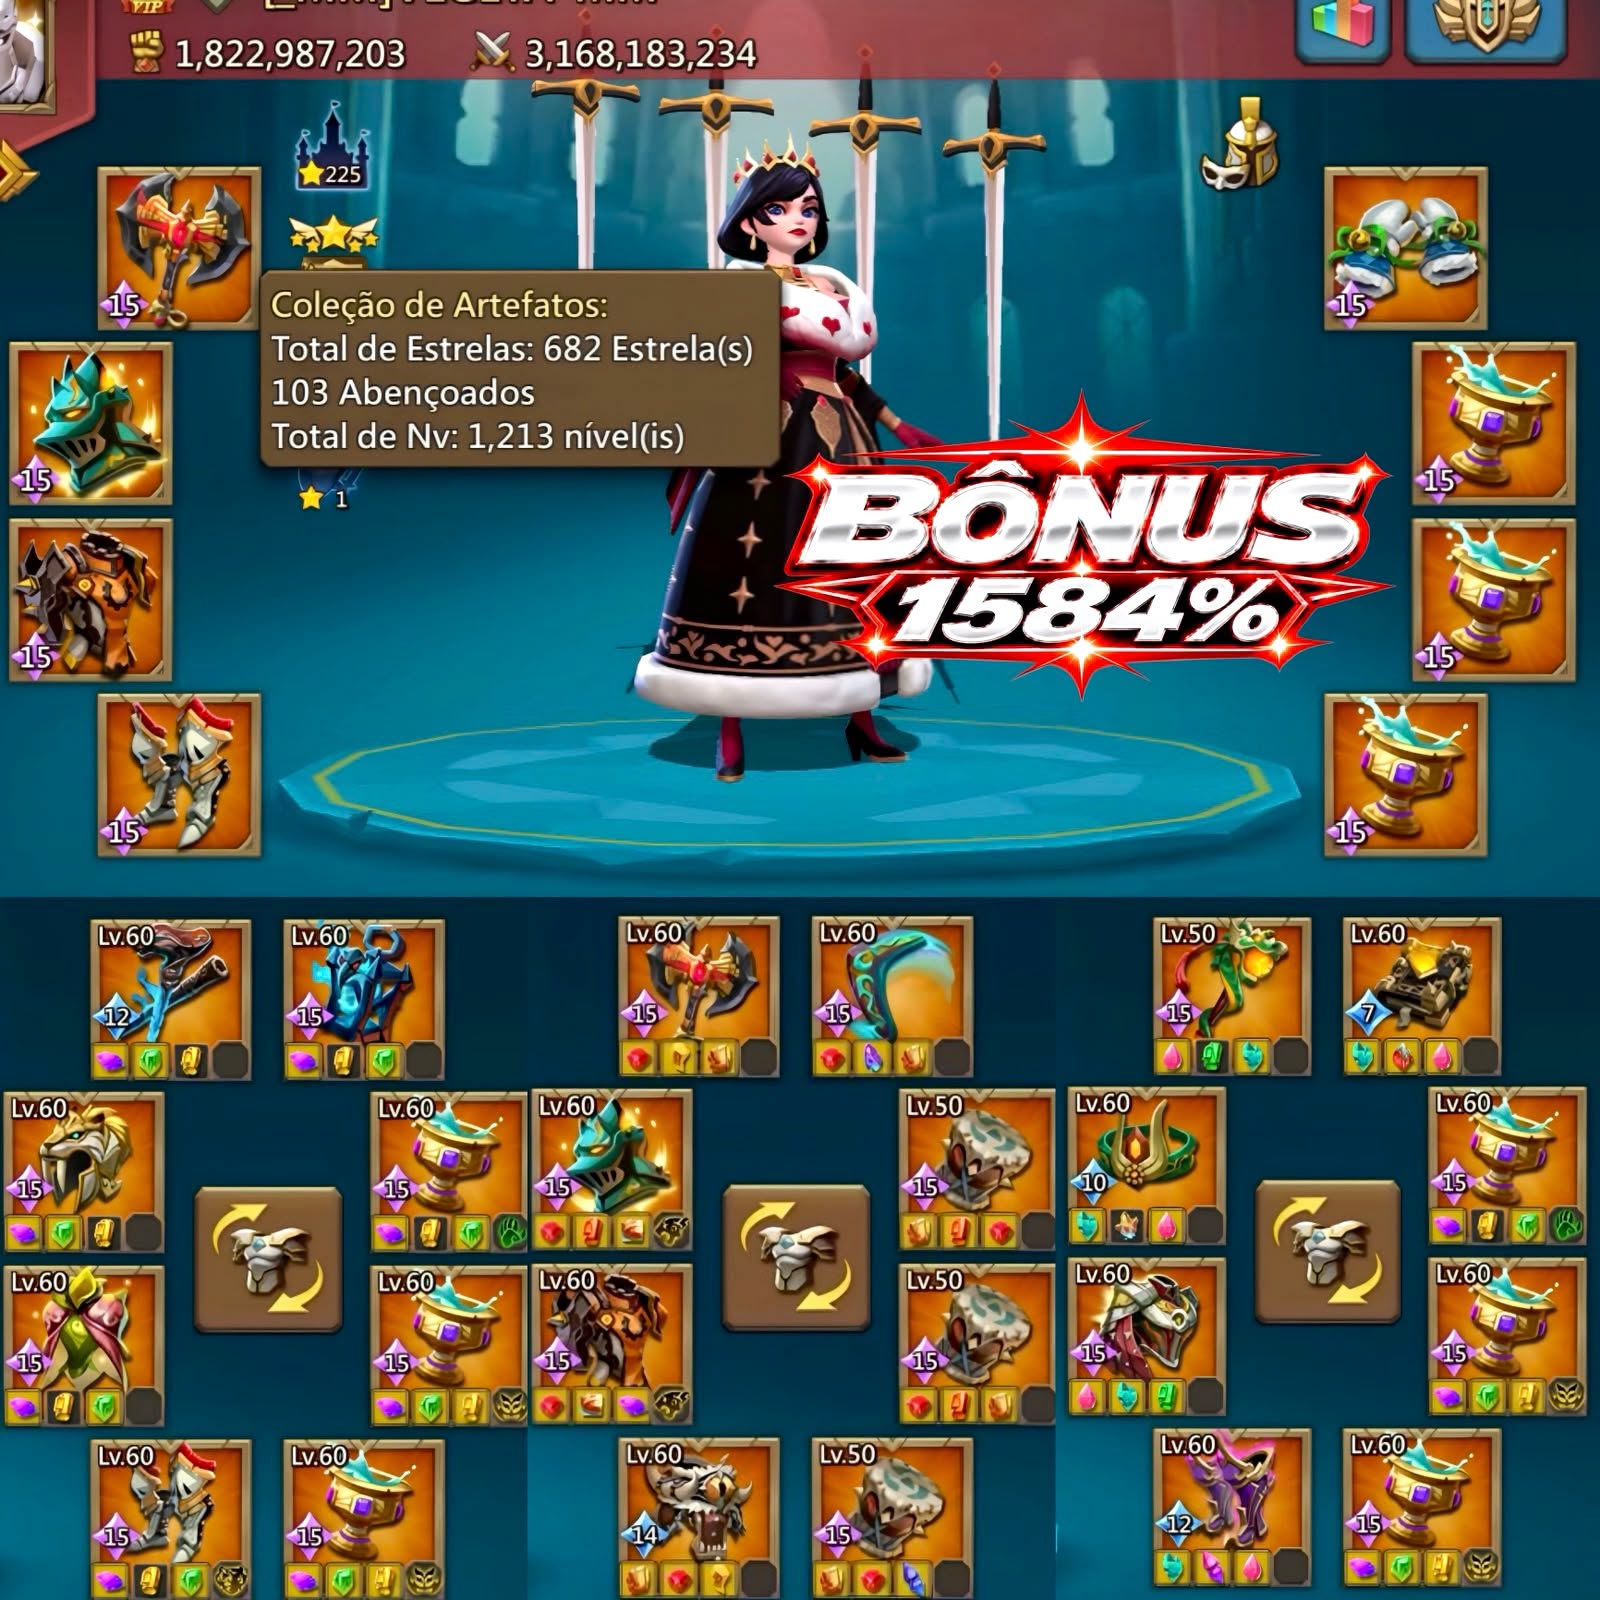 VIP
1,822,987,203 3,168,183,234
225
15 15
Coleção de Artefatos:
Total de Estrelas: 682 Estrela(s)
103 Abençoados
Total de Nv: 1,213 nível(is)
15 15
1
BÔNUS
1584%
15 15
15 15
Lv.60 Lv.60 Lv.60 Lv.60 Lv.50 Lv.60
12 15 15 15 15 7
Lv.60 Lv.60 Lv.60 Lv.50 Lv.60 Lv.60
15 15 15 15 10 15
Lv.60 Lv.60 Lv.60 Lv.50 Lv.60 Lv.60
15 15 15 15 15 15
Lv.60 Lv.60 Lv.60 Lv.50 Lv.60 Lv.60
15 15 14 15 12 15